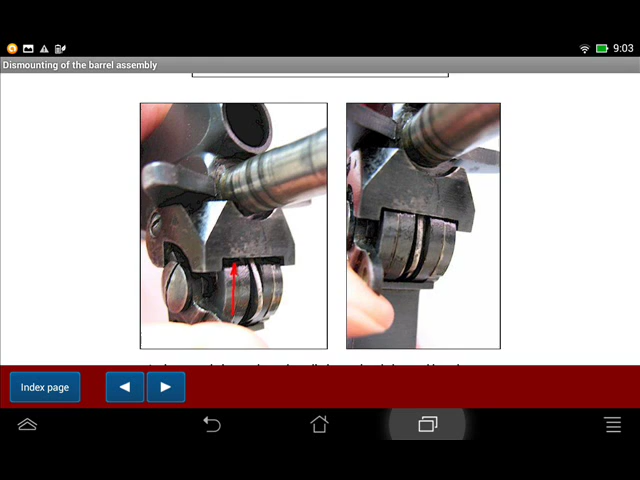 9:03
Dismounting of the barrel assembly
Index page